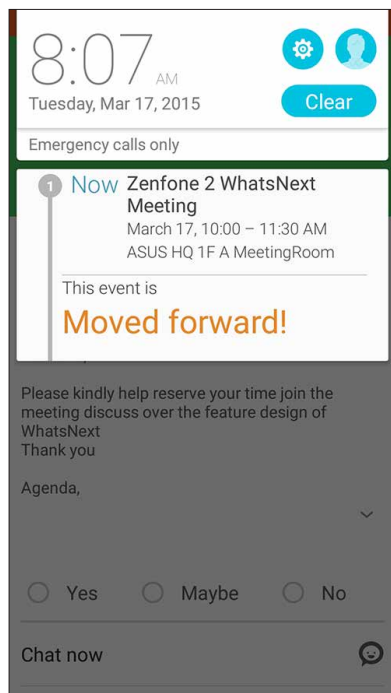 8:07 AM
Tuesday, Mar 17, 2015
Clear
Emergency calls only
1 Now Zenfone 2 WhatsNext
Meeting
March 17, 10:00 – 11:30 AM
ASUS HQ 1F A MeetingRoom
This event is
Moved forward!
Please kindly help reserve your time join the
meeting discuss over the feature design of
WhatsNext
Thank you
Agenda,
Yes Maybe No
Chat now